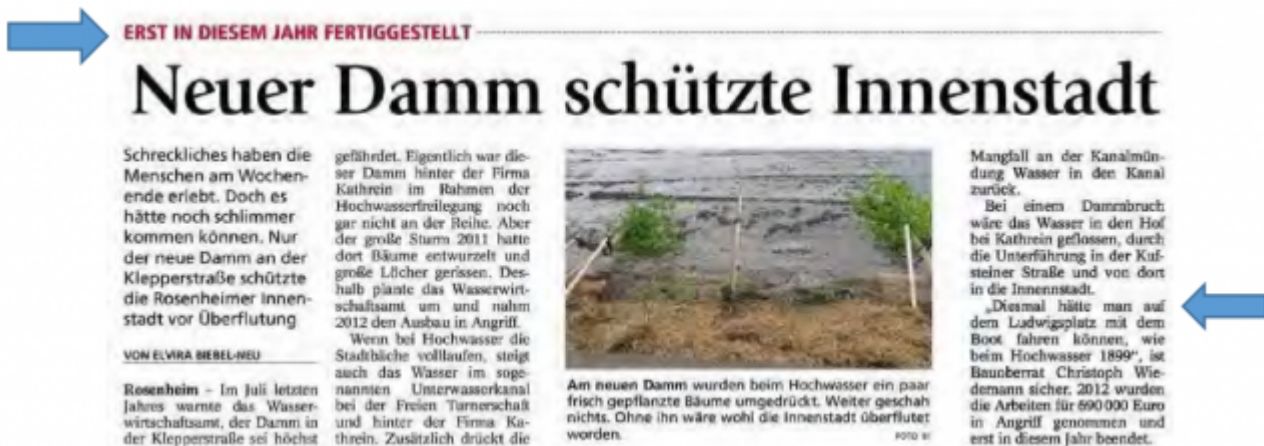 ERST IN DIESEM JAHR FERTIGGESTELLT
Neuer Damm schützte Innenstadt
Schreckliches haben die
Menschen am Wochen-
ende erlebt. Doch es
hätte noch schlimmer
kommen können. Nur
der neue Damm an der
Klepperstraße schützte
die Rosenheimer Innen-
stadt vor Überflutung
VON ELVIRA BIEBEL-NEU
Rosenheim – Im Juli letzten
Jahres warnte das Wasser-
wirtschaftsamt, der Damm in
der Klepperstraße sei höchst
gefährdet. Eigentlich war die-
ser Damm hinter der Firma
Kathrein im Rahmen der
Hochwasserfreilegung noch
gar nicht an der Reihe. Aber
der große Sturm 2011 hatte
dort Bäume entwurzelt und
große Löcher gerissen. Des-
halb plante das Wasserwirt-
schaftsamt um und nahm
2012 den Ausbau in Angriff.
Wenn bei Hochwasser die
Stadtbäche volllaufen, steigt
auch das Wasser im soge-
nannten Unterwasserkanal
bei der Freien Turnerschaft
und hinter der Firma Ka-
threin. Zusätzlich drückt die
Am neuen Damm wurden beim Hochwasser ein paar
frisch gepflanzte Bäume umgedrückt. Weiter geschah
nichts. Ohne ihn wäre wohl die Innenstadt überflutet
worden.
FOTO
Mangfall an der Kanalmün-
dung Wasser in den Kanal
zurück.
Bei einem Dammbruch
wäre das Wasser in den Hof
bei Kathrein geflossen, durch
die Unterführung in der Kuf-
steiner Straße und von dort
in die Innennstadt.
„Diesmal hätte man auf
dem Ludwigsplatz mit dem
Boot fahren können, wie
beim Hochwasser 1899“, ist
Bauoberrat Christoph Wie-
demann sicher. 2012 wurden
die Arbeiten für 690 000 Euro
in Angriff genommen und
erst in diesem Jahr beendet.